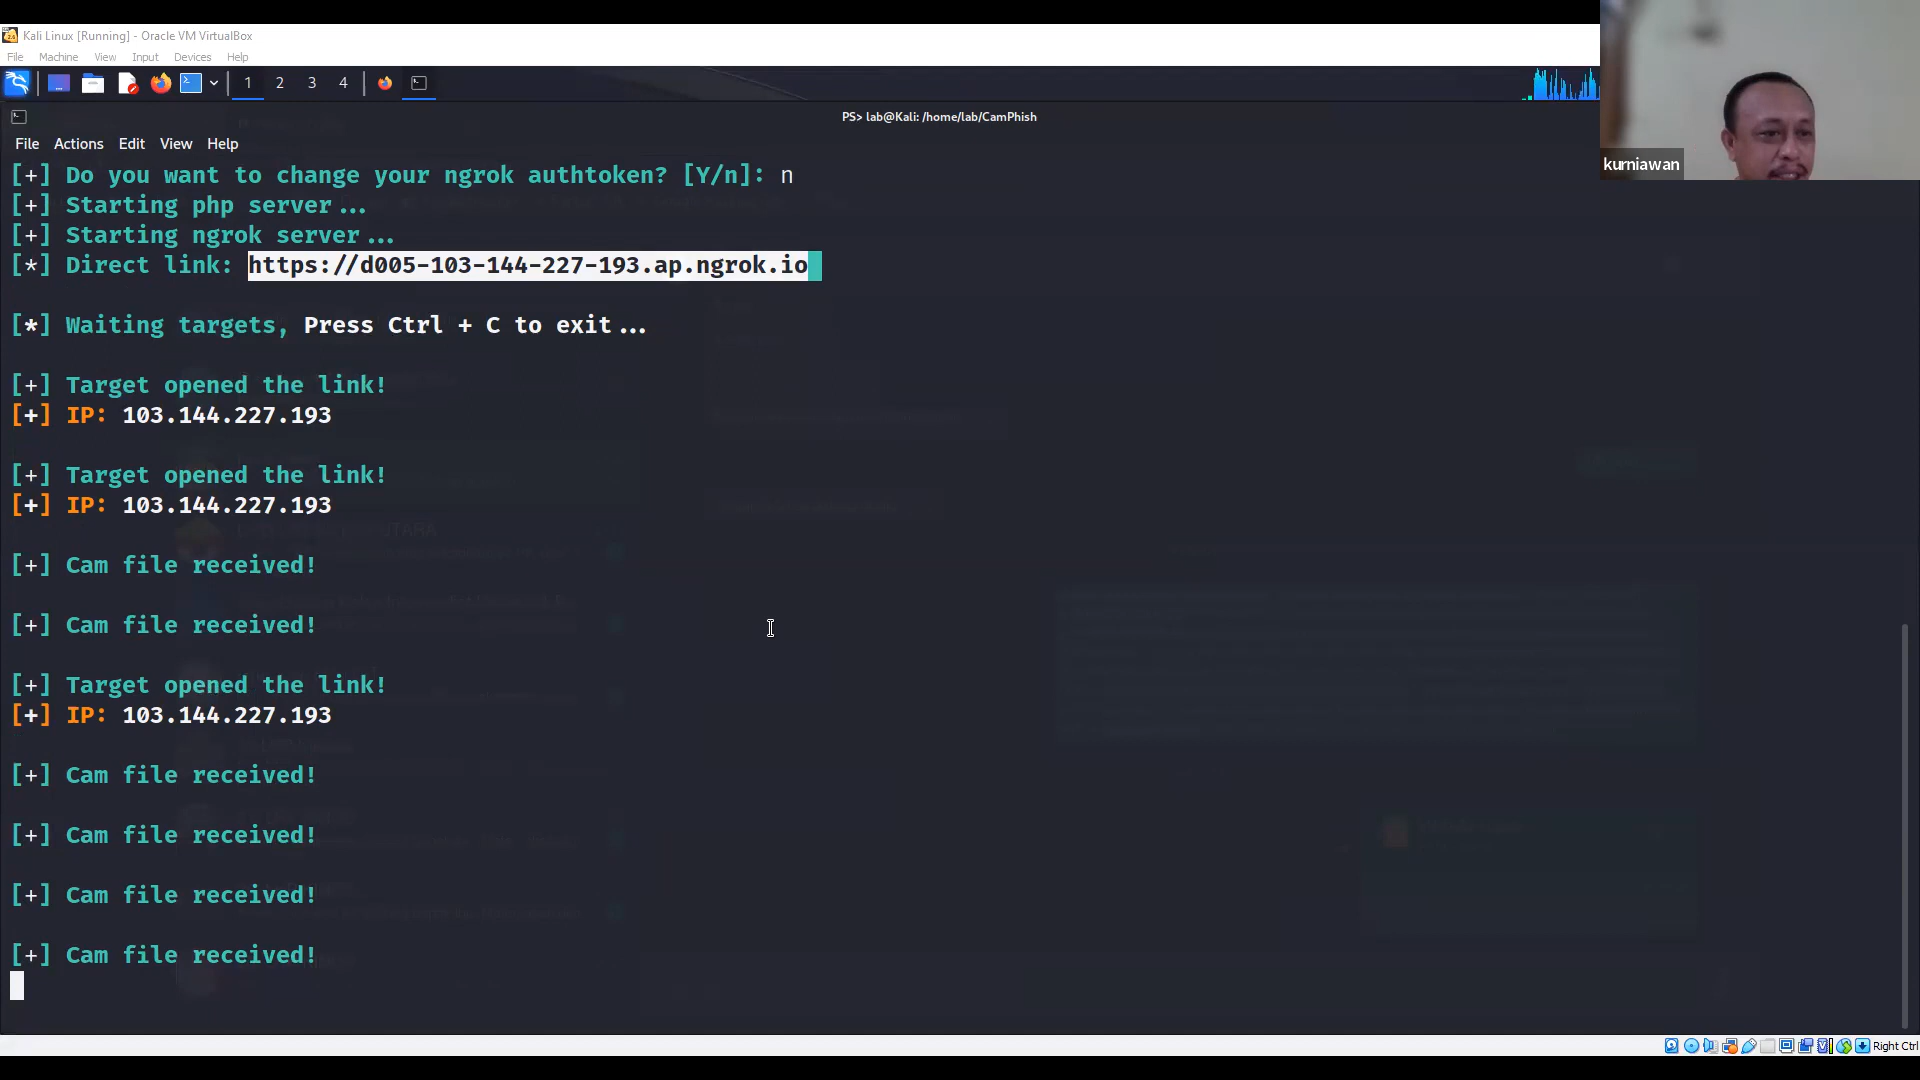 Kali Linux [Running] - Oracle VM VirtualBox
File Machine View Input Devices Help
1 2 3 4
PS> lab@Kali: /home/lab/CamPhish
File Actions Edit View Help
[+] Do you want to change your ngrok authtoken? [Y/n]: n
[+] Starting php server...
[+] Starting ngrok server...
[*] Direct link: https://d005-103-144-227-193.ap.ngrok.io
[*] Waiting targets, Press Ctrl + C to exit...
[+] Target opened the link!
[+] IP: 103.144.227.193
[+] Target opened the link!
[+] IP: 103.144.227.193
[+] Cam file received!
[+] Cam file received!
[+] Target opened the link!
[+] IP: 103.144.227.193
[+] Cam file received!
[+] Cam file received!
[+] Cam file received!
[+] Cam file received!
kurniawan
Right Ctrl